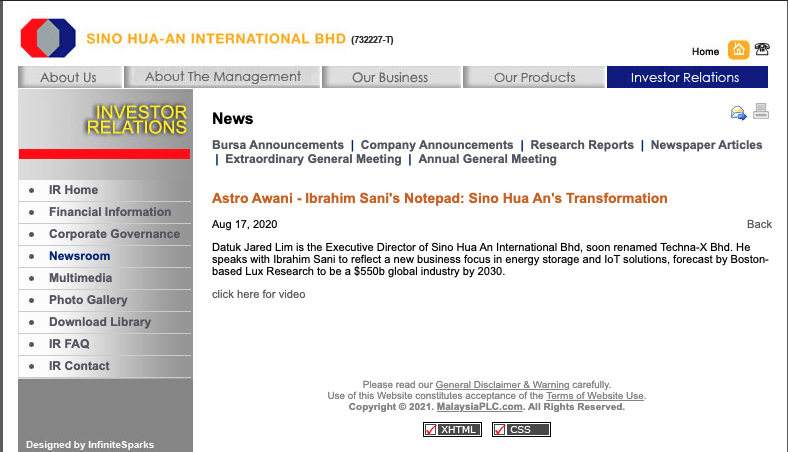 SINO HUA-AN INTERNATIONAL BHD (732227-T)
Home
About Us
About The Management
Our Business
Our Products
Investor Relations
INVESTOR
RELATIONS
IR Home
Financial Information
Corporate Governance
Newsroom
Multimedia
Photo Gallery
Download Library
IR FAQ
IR Contact
Designed by InfiniteSparks
News
Bursa Announcements | Company Announcements | Research Reports | Newspaper Articles
| Extraordinary General Meeting | Annual General Meeting
Astro Awani - Ibrahim Sani's Notepad: Sino Hua An's Transformation
Aug 17, 2020
Back
Datuk Jared Lim is the Executive Director of Sino Hua An International Bhd, soon renamed Techna-X Bhd. He
speaks with Ibrahim Sani to reflect a new business focus in energy storage and IoT solutions, forecast by Boston-
based Lux Research to be a $550b global industry by 2030.
click here for video
Please read our General Disclaimer & Warning carefully.
Use of this Website constitutes acceptance of the Terms of Website Use.
Copyright © 2021. MalaysiaPLC.com. All Rights Reserved.
XHTML
CSS